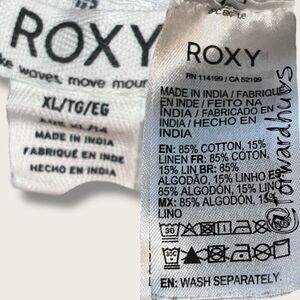 ROXY
ke waves, move mour
XL/TG/EG
MADE IN
INDIA
FABRIQUÉ EN INDE
HECHO EN INDIA
ROXY
RN 114199 / CA 52199
MADE IN INDIA / FABRIQUÉ
EN INDE / FEITO NA
INDIA / FABRICADO EN
INDIA / HECHO EN
INDIA
EN: 85% COTTON, 15%
LINEN FR: 85% COTON,
15% LIN BR: 85%
ALGODÃO, 15% LINHO ES:
85% ALGODÓN, 15% LINO
MX: 85% ALGODÓN, 15%
LINO
30
EN: WASH SEPARATELY.
@forwardhubs